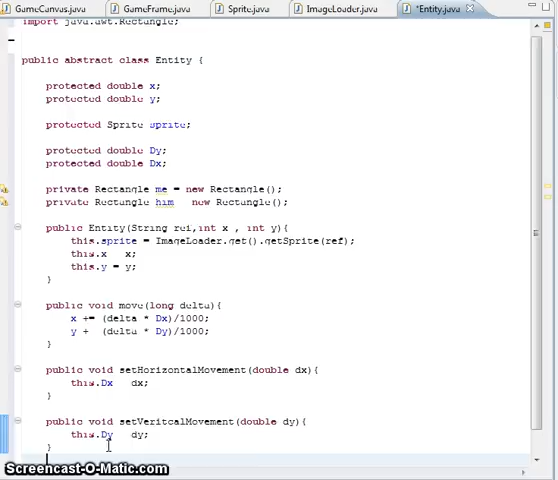 GameCanvas.java GameFrame.java Sprite.java ImageLoader.java *Entity.java
import java.awt.Rectangle;
public abstract class Entity {
protected double x;
protected double y;
protected Sprite sprite;
protected double Dy;
protected double Dx;
private Rectangle me = new Rectangle();
private Rectangle him new Rectangle();
public Entity(String ref,int x , int y){
this.sprite = ImageLoader.get().getSprite(ref);
this.x x;
this.y = y;
}
public void move(long delta){
x += (delta * Dx)/1000;
y + (delta * Dy)/1000;
}
public void setHorizontalMovement(double dx){
this.Dx dx;
}
public void setVeritcalMovement(double dy){
this.Dy dy;
}
Screencast-O-Matic.com